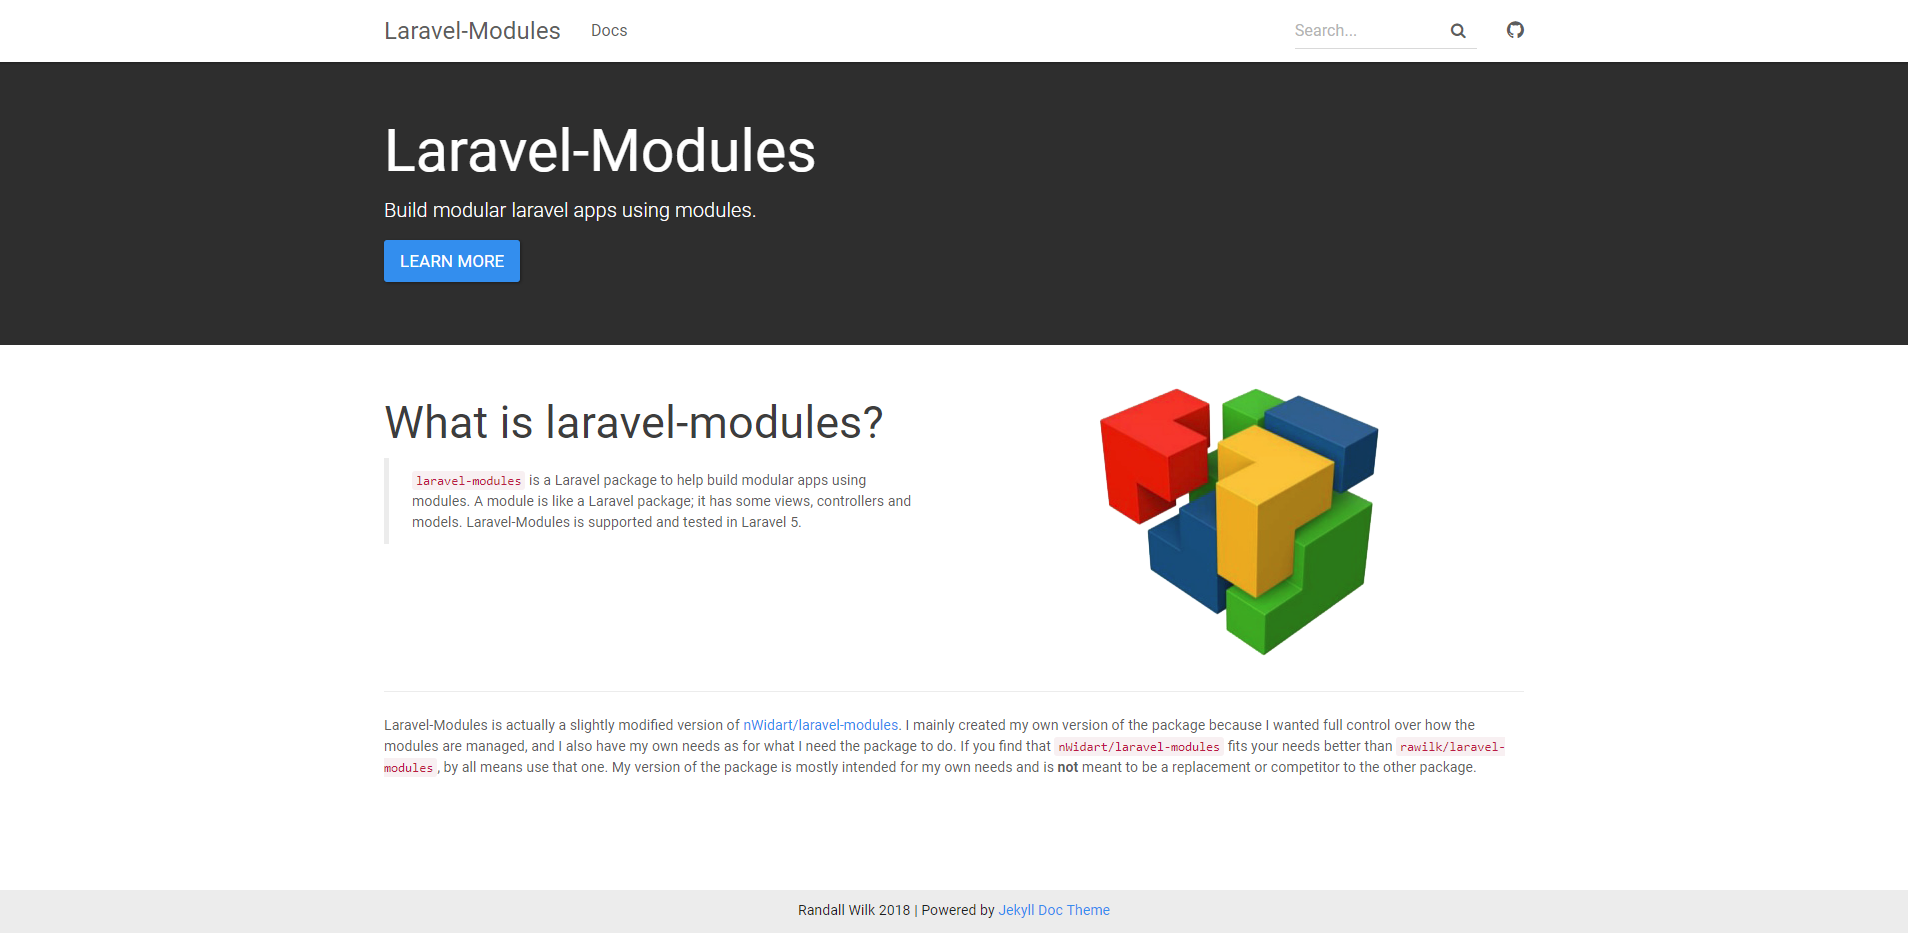 Laravel-Modules Docs Search...
Laravel-Modules
Build modular laravel apps using modules.
LEARN MORE
What is laravel-modules?
laravel-modules is a Laravel package to help build modular apps using
modules. A module is like a Laravel package; it has some views, controllers and
models. Laravel-Modules is supported and tested in Laravel 5.
Laravel-Modules is actually a slightly modified version of nWidart/laravel-modules. I mainly created my own version of the package because I wanted full control over how the
modules are managed, and I also have my own needs as for what I need the package to do. If you find that nWidart/laravel-modules fits your needs better than rawilk/laravel-
modules, by all means use that one. My version of the package is mostly intended for my own needs and is not meant to be a replacement or competitor to the other package.
Randall Wilk 2018 | Powered by Jekyll Doc Theme